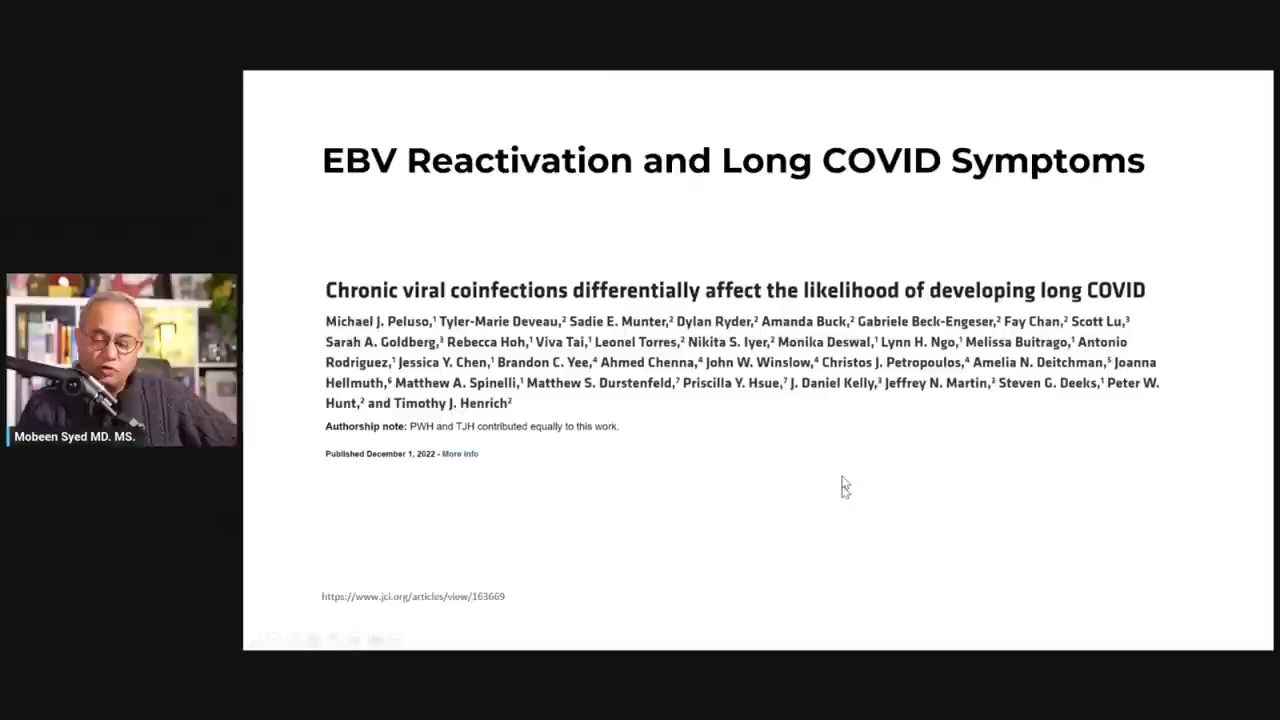 EBV Reactivation and Long COVID Symptoms
Chronic viral coinfections differentially affect the likelihood of developing long COVID
Michael J. Peluso,¹ Tyler-Marie Deveau,² Sadie E. Munter,² Dylan Ryder,² Amanda Buck,² Gabriele Beck-Engeser,² Fay Chan,² Scott Lu,³
Sarah A. Goldberg,³ Rebecca Hoh,¹ Viva Tai,¹ Leonel Torres,² Nikita S. Iyer,² Monika Deswal,¹ Lynn H. Ngo,¹ Melissa Buitrago,¹ Antonio
Rodriguez,¹ Jessica Y. Chen,¹ Brandon C. Yee,⁴ Ahmed Chenna,⁴ John W. Winslow,⁴ Christos J. Petropoulos,⁴ Amelia N. Deitchman,⁵ Joanna
Hellmuth,⁶ Matthew A. Spinelli,¹ Matthew S. Durstenfeld,⁷ Priscilla Y. Hsue,⁷ J. Daniel Kelly,³ Jeffrey N. Martin,³ Steven G. Deeks,¹ Peter W.
Hunt,² and Timothy J. Henrich²
Authorship note: PWH and TJH contributed equally to this work.
Published December 1, 2022 - More info
Mobeen Syed MD. MS.
https://www.jci.org/articles/view/163669